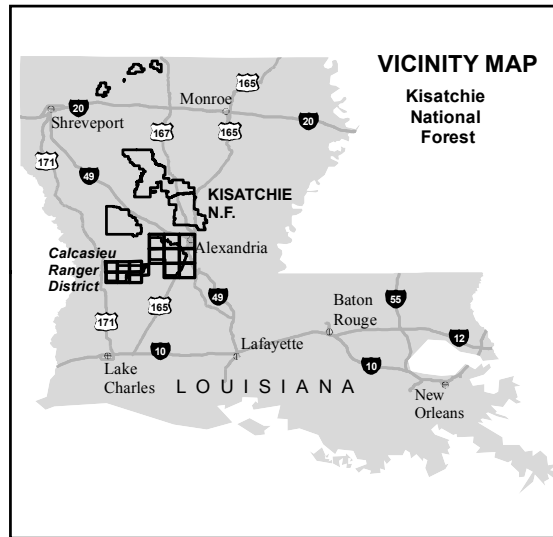 VICINITY MAP
Kisatchie
National
Forest
165
20
Shreveport
Monroe
167
165
20
171
49
KISATCHIE
N.F.
Alexandria
Calcasieu
Ranger
District
171
165
49
Baton
Rouge
55
12
10
Lafayette
10
Lake
Charles
LOUISIANA
New
Orleans